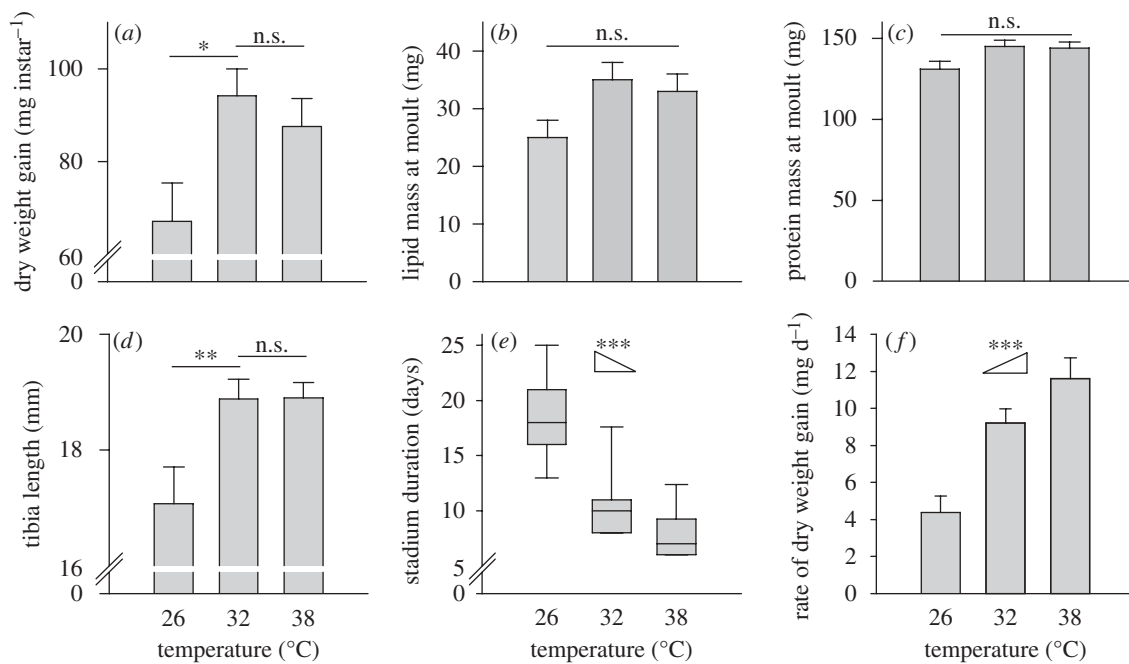 (a)
*
n.s.
dry weight gain (mg instar⁻¹)
100
80
60
0
(b)
n.s.
lipid mass at moult (mg)
40
30
20
10
0
(c)
n.s.
protein mass at moult (mg)
150
100
50
0
(d)
**
n.s.
tibia length (mm)
20
18
16
0
26 32 38
temperature (°C)
(e)
***
stadium duration (days)
25
20
15
10
5
0
26 32 38
temperature (°C)
(f)
***
rate of dry weight gain (mg d⁻¹)
14
12
10
8
6
4
2
0
26 32 38
temperature (°C)